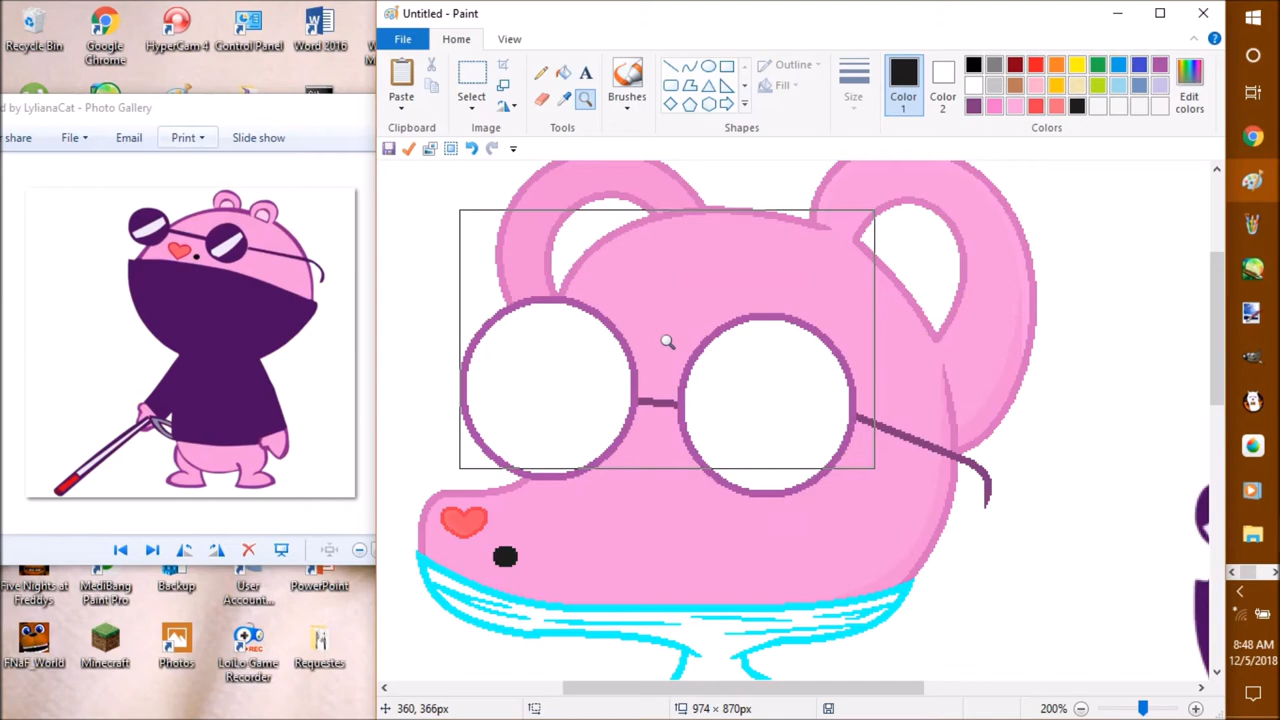 Recycle Bin
Google
Chrome
HyperCam 4
Control Panel
Word 2016
d by LylianaCat - Photo Gallery
share
File
Email
Print
Slide show
Five Nights at
Freddys
MediBang
Paint Pro
Backup
User
Account...
PowerPoint
FNaF_World
Minecraft
Photos
LoiLo Game
Recorder
Requestes
Untitled - Paint
File
Home
View
Paste
Select
Brushes
Outline
Fill
Size
Color
1
Color
2
Edit
colors
Clipboard
Image
Tools
Shapes
Colors
360, 366px
974 × 870px
200%
8:48 AM
12/5/2018